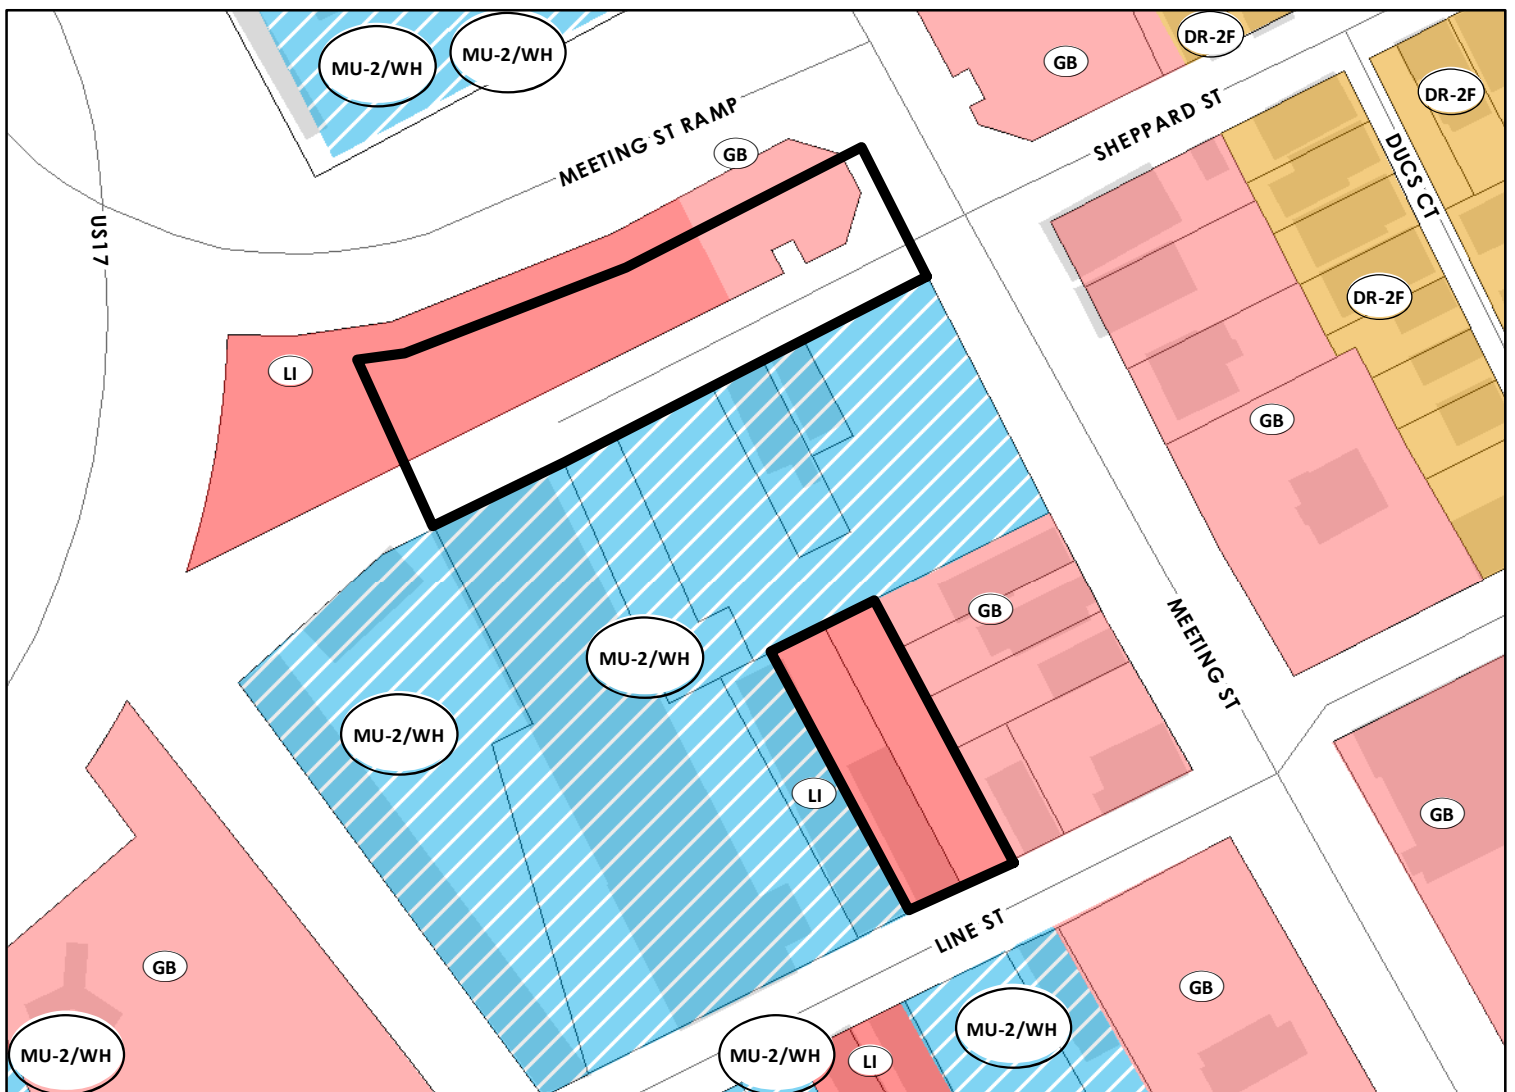 MU-2/WH
MU-2/WH
DR-2F
GB
DR-2F
MEETING ST RAMP
SHEPPARD ST
GB
DUCS CT
US17
DR-2F
LI
GB
GB
MEETING ST
MU-2/WH
MU-2/WH
LI
GB
LINE ST
GB
GB
MU-2/WH
MU-2/WH
MU-2/WH
LI